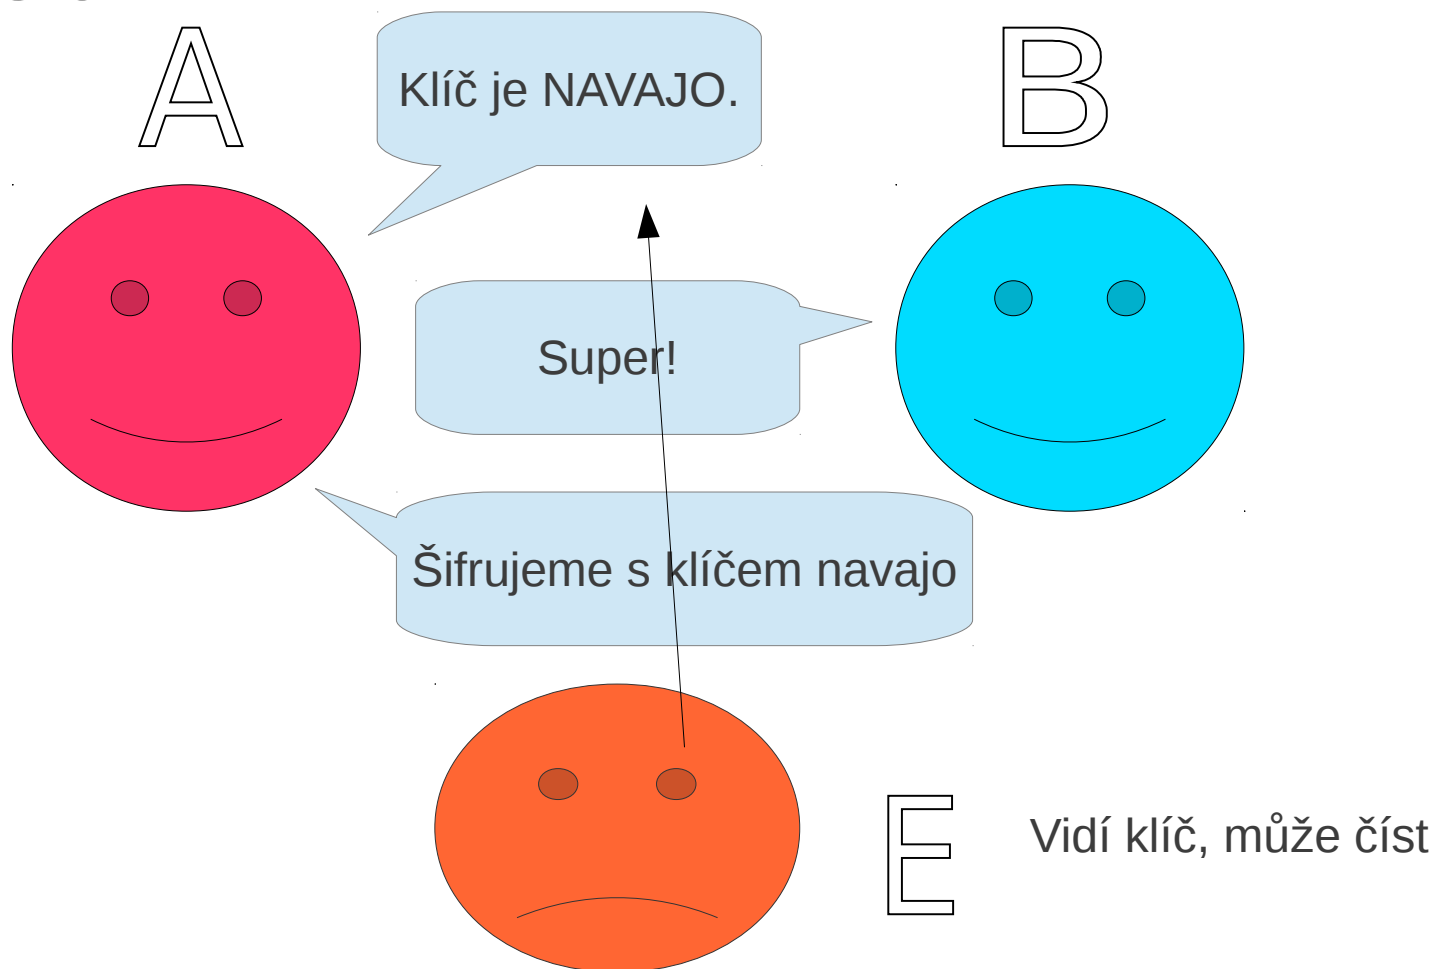 A
Klíč je NAVAJO.
B
Super!
Šifrujeme s klíčem navajo
E
Vidí klíč, může číst